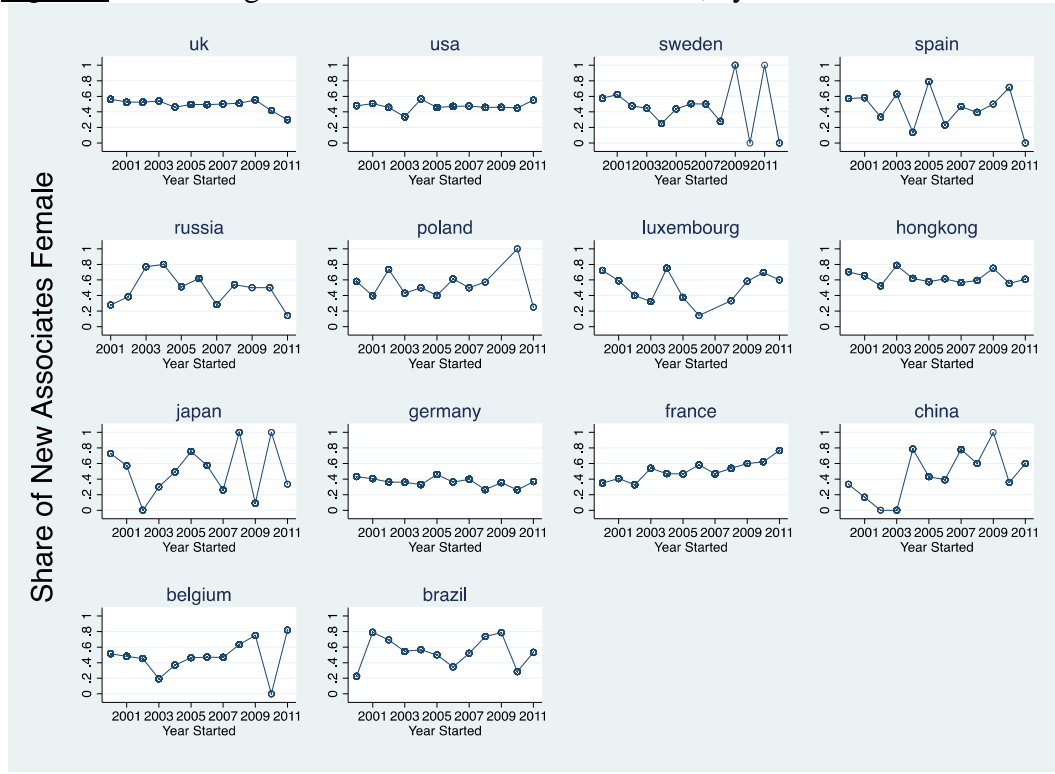 uk
0 .2 .4 .6 .8 1
2001 2003 2005 2007 2009 2011
Year Started
usa
0 .2 .4 .6 .8 1
2001 2003 2005 2007 2009 2011
Year Started
sweden
0 .2 .4 .6 .8 1
2001 2003 2005 2007 2009 2011
Year Started
spain
0 .2 .4 .6 .8 1
2001 2003 2005 2007 2009 2011
Year Started
russia
0 .2 .4 .6 .8 1
2001 2003 2005 2007 2009 2011
Year Started
poland
0 .2 .4 .6 .8 1
2001 2003 2005 2007 2009 2011
Year Started
luxembourg
0 .2 .4 .6 .8 1
2001 2003 2005 2007 2009 2011
Year Started
hongkong
0 .2 .4 .6 .8 1
2001 2003 2005 2007 2009 2011
Year Started
japan
0 .2 .4 .6 .8 1
2001 2003 2005 2007 2009 2011
Year Started
germany
0 .2 .4 .6 .8 1
2001 2003 2005 2007 2009 2011
Year Started
france
0 .2 .4 .6 .8 1
2001 2003 2005 2007 2009 2011
Year Started
china
0 .2 .4 .6 .8 1
2001 2003 2005 2007 2009 2011
Year Started
belgium
0 .2 .4 .6 .8 1
2001 2003 2005 2007 2009 2011
Year Started
brazil
0 .2 .4 .6 .8 1
2001 2003 2005 2007 2009 2011
Year Started
Share of New Associates Female